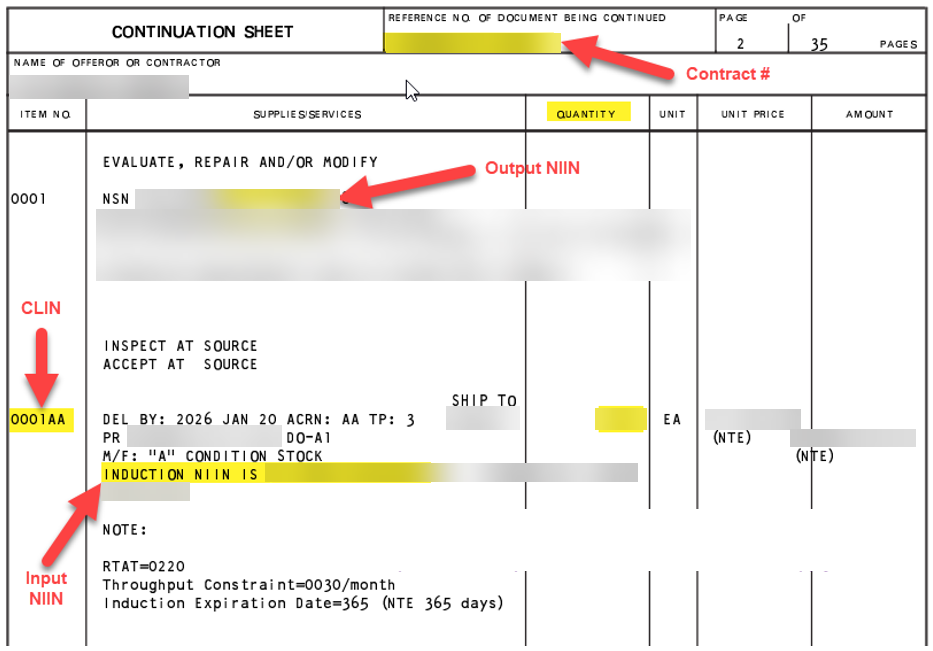 CONTINUATION SHEET
REFERENCE NO. OF DOCUMENT BEING CONTINUED
PAGE OF
2 35 PAGES
Contract #
NAME OF OFFEROR OR CONTRACTOR
ITEM NO. SUPPLIES/SERVICES QUANTITY UNIT UNIT PRICE AMOUNT
EVALUATE, REPAIR AND/OR MODIFY
Output NIIN
0001 NSN
CLIN
INSPECT AT SOURCE
ACCEPT AT SOURCE
SHIP TO
0001AA DEL BY: 2026 JAN 20 ACRN: AA TP: 3 EA
PR DO-A1 (NTE)
M/F: "A" CONDITION STOCK (NTE)
INDUCTION NIIN IS
NOTE:
Input
NIIN
RTAT=0220
Throughput Constraint=0030/month
Induction Expiration Date=365 (NTE 365 days)